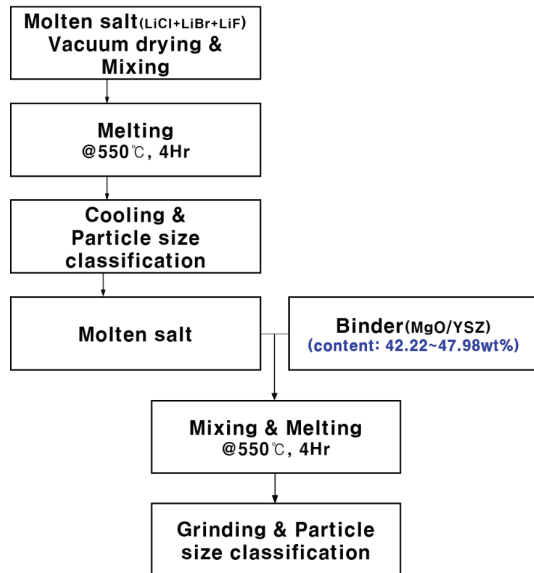 Molten salt(LiCl+LiBr+LiF)
Vacuum drying &
Mixing
Melting
@550℃, 4Hr
Cooling &
Particle size
classification
Molten salt
Binder(MgO/YSZ)
(content: 42.22~47.98wt%)
Mixing & Melting
@550℃, 4Hr
Grinding & Particle
size classification